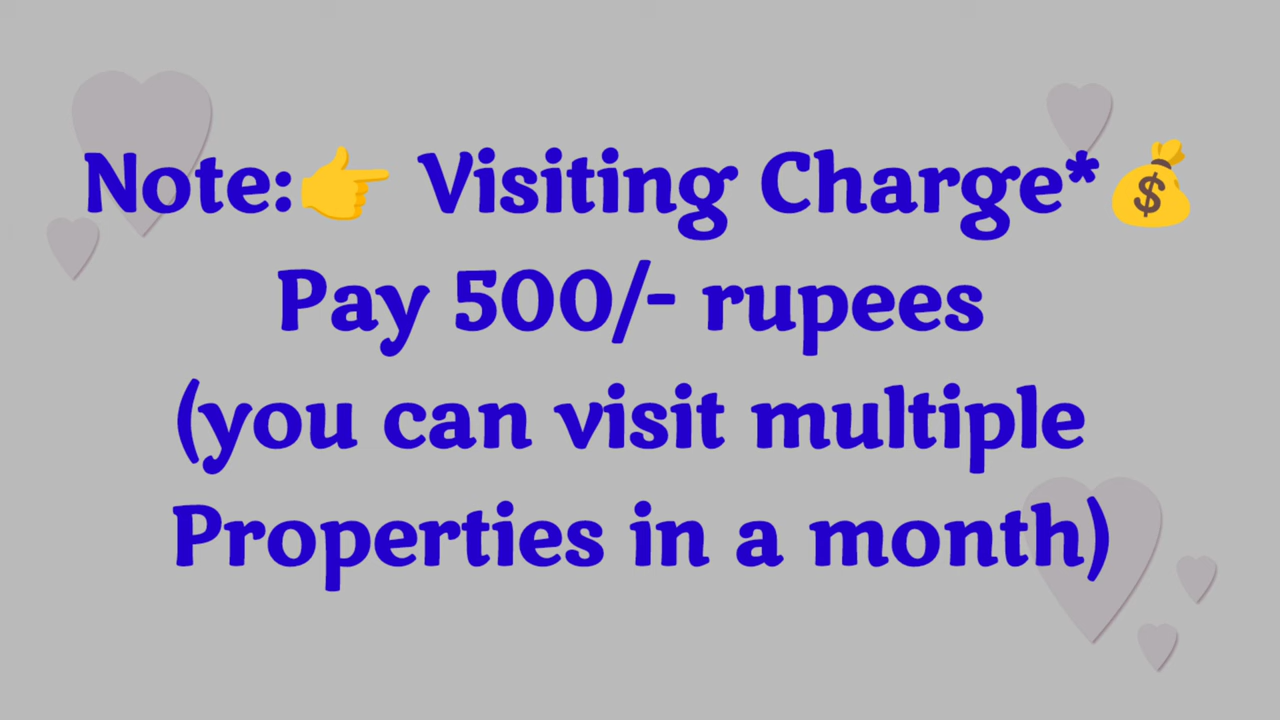 Note:👉 Visiting Charge*💰
Pay 500/- rupees
(you can visit multiple
Properties in a month)